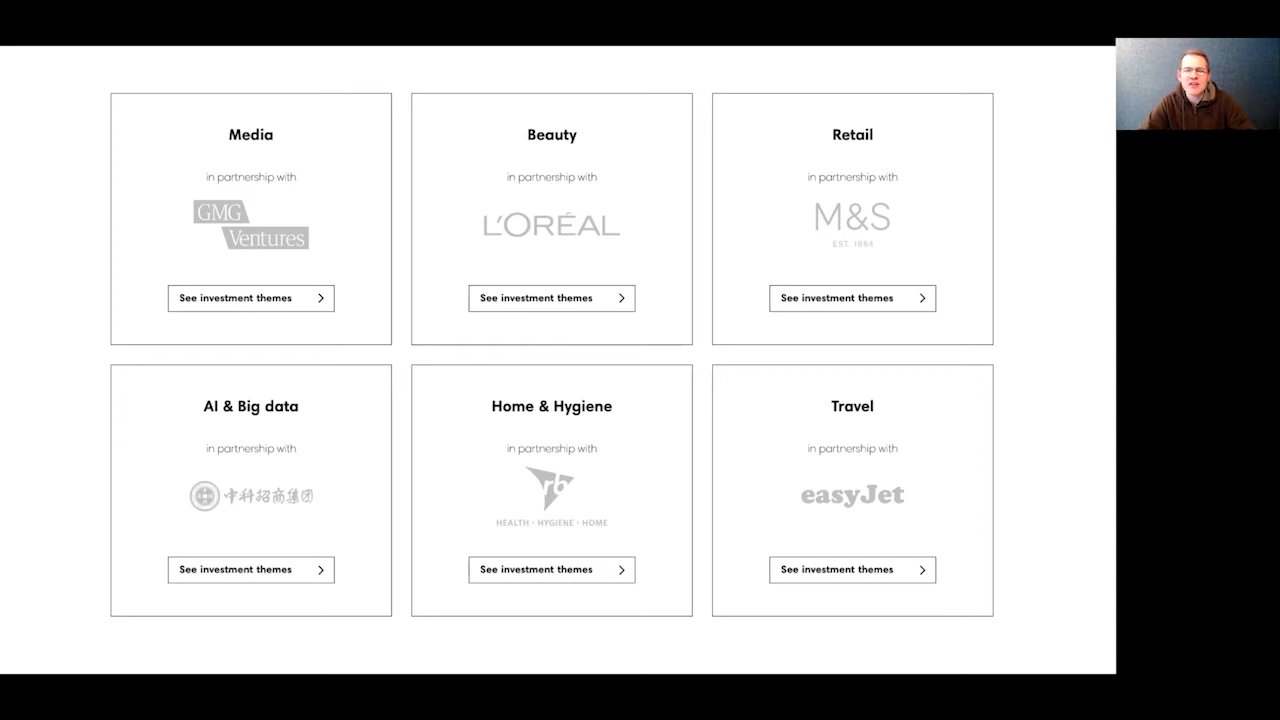 Media
in partnership with
GMG
Ventures
See investment themes
Beauty
in partnership with
L'ORÉAL
See investment themes
Retail
in partnership with
M&S
EST. 1884
See investment themes
AI & Big data
in partnership with
中科招商集团
See investment themes
Home & Hygiene
in partnership with
rb
HEALTH · HYGIENE · HOME
See investment themes
Travel
in partnership with
easyJet
See investment themes